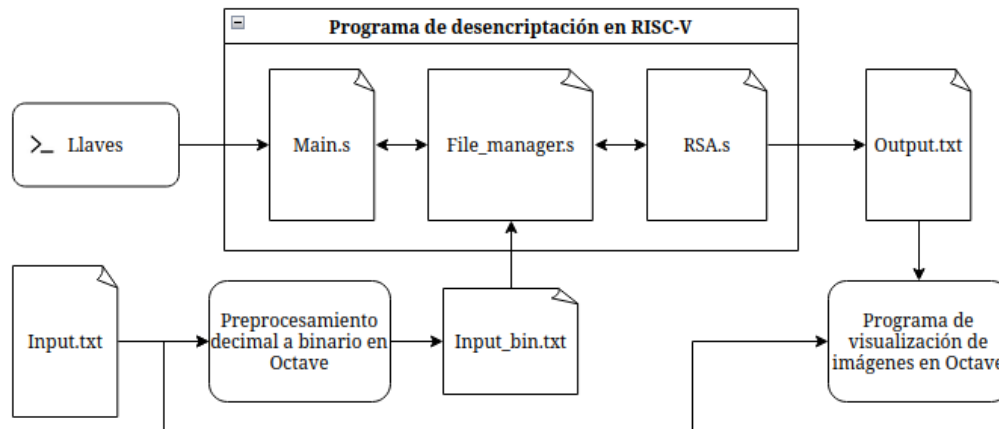 Programa de desencriptación en RISC-V
>_ Llaves
Main.s
File_manager.s
RSA.s
Output.txt
Input.txt
Preprocesamiento
decimal a binario en
Octave
Input_bin.txt
Programa de
visualización de
imágenes en Octave